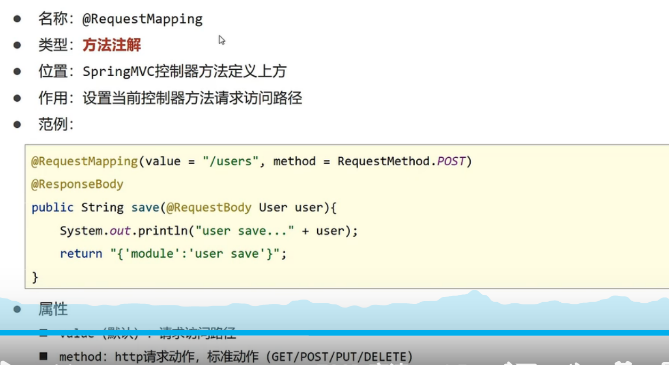 ● 名称：@RequestMapping
● 类型：方法注解
● 位置：SpringMVC控制器方法定义上方
● 作用：设置当前控制器方法请求访问路径
● 范例：
@RequestMapping(value = "/users", method = RequestMethod.POST)
@ResponseBody
public String save(@RequestBody User user){
    System.out.println("user save..." + user);
    return "{'module':'user save'}";
}
● 属性
■ value（默认）：请求访问路径
■ method：http请求动作，标准动作（GET/POST/PUT/DELETE）